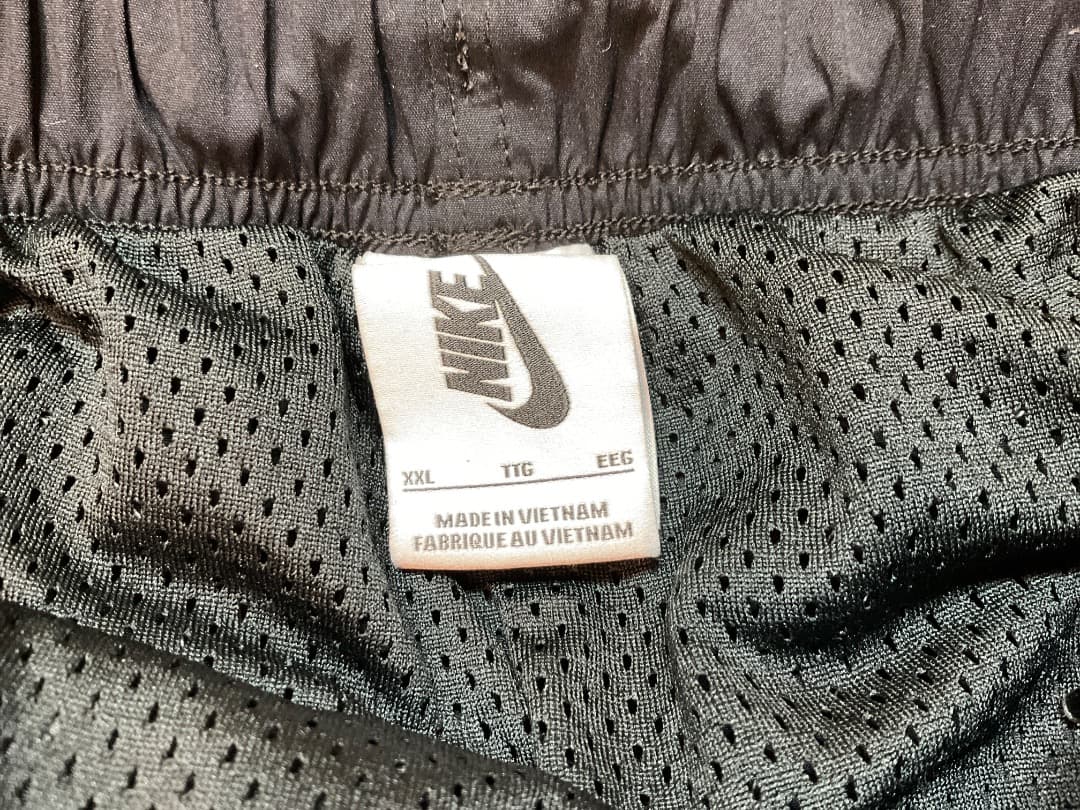 NIKE
XXL TTG EEG
MADE IN VIETNAM
FABRIQUE AU VIETNAM